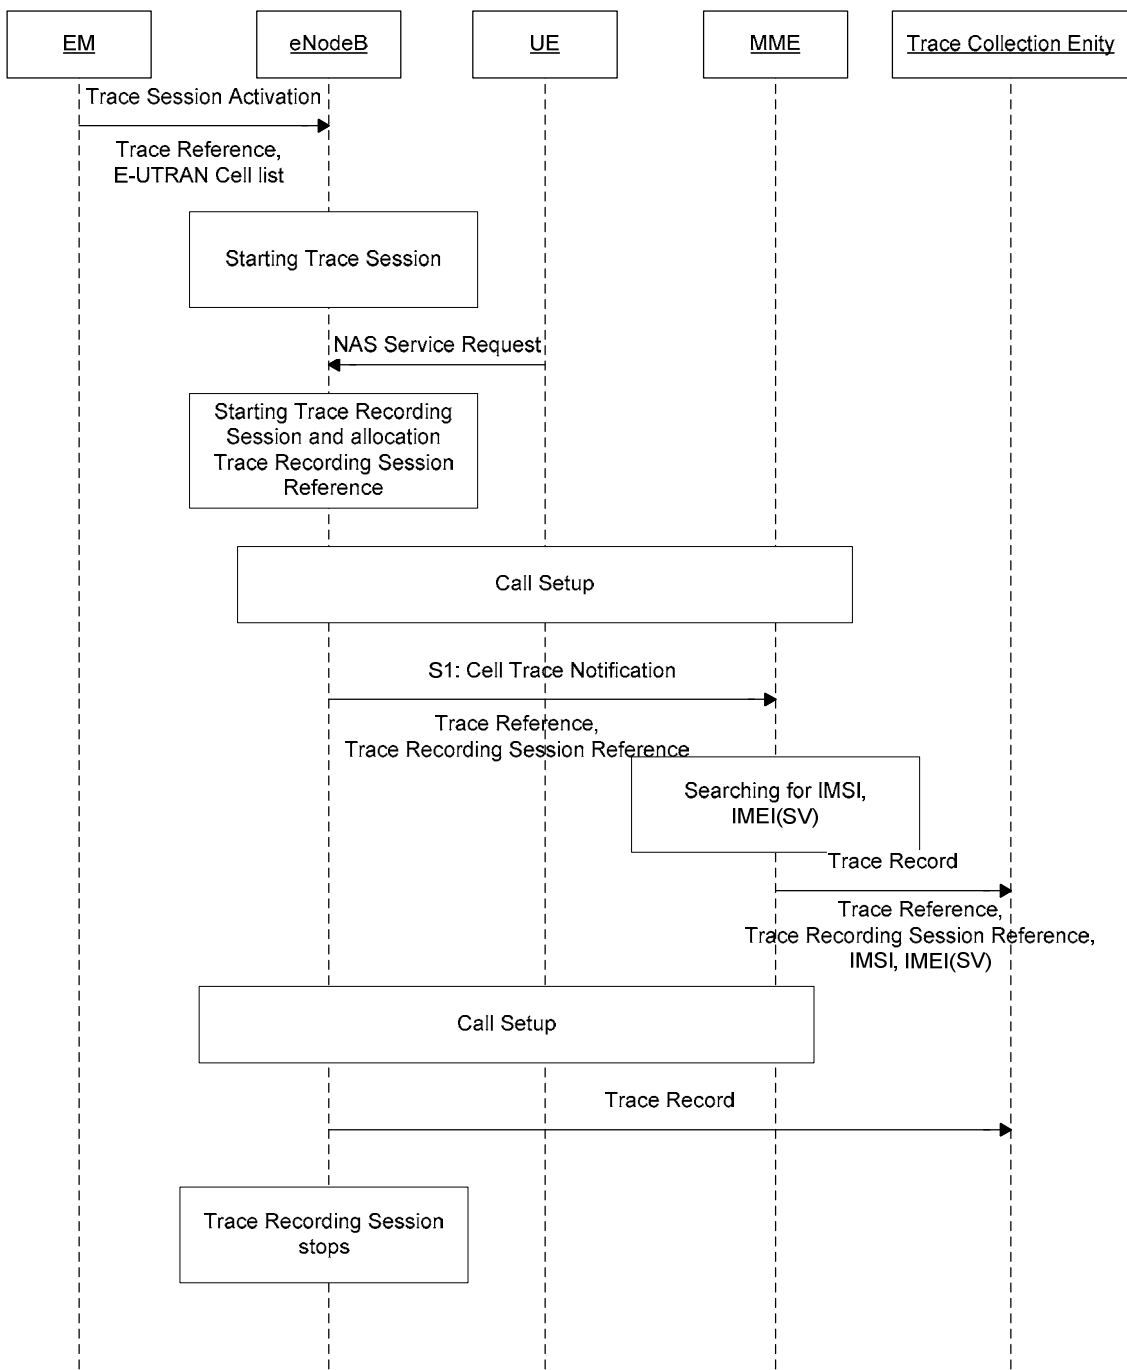 EM
eNodeB
UE
MME
Trace Collection Enity
Trace Session Activation
Trace Reference,
E-UTRAN Cell list
Starting Trace Session
NAS Service Request
Starting Trace Recording
Session and allocation
Trace Recording Session
Reference
Call Setup
S1: Cell Trace Notification
Trace Reference,
Trace Recording Session Reference
Searching for IMSI,
IMEI(SV)
Trace Record
Trace Reference,
Trace Recording Session Reference,
IMSI, IMEI(SV)
Call Setup
Trace Record
Trace Recording Session
stops